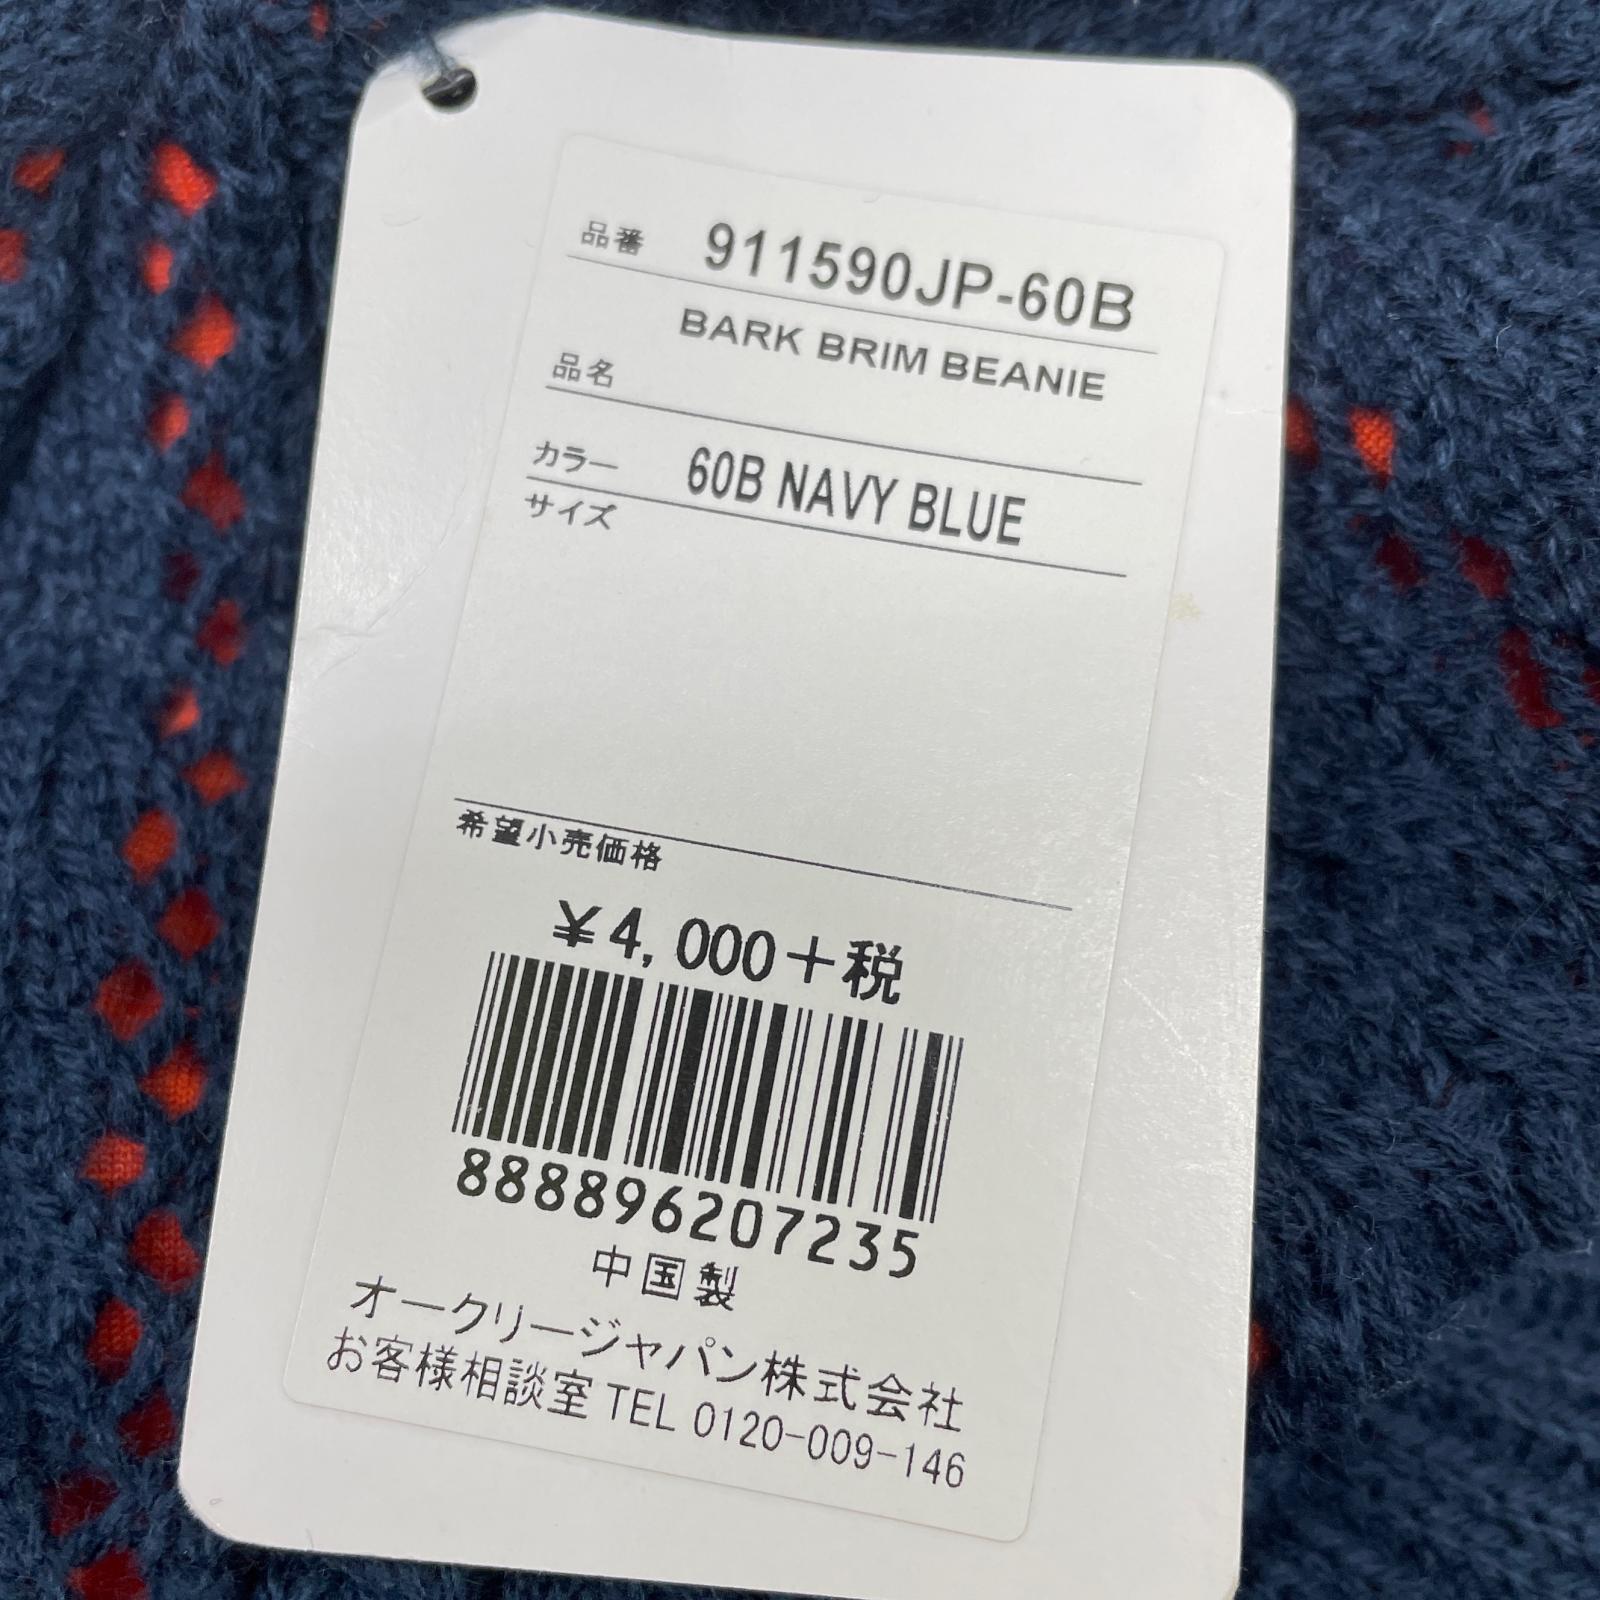 品番 911590JP-60B
BARK BRIM BEANIE
品名
カラー 60B NAVY BLUE
サイズ
希望小売価格
¥4,000+税
888896207235
中国製
オークリージャパン株式会社
お客様相談室 TEL 0120-009-146